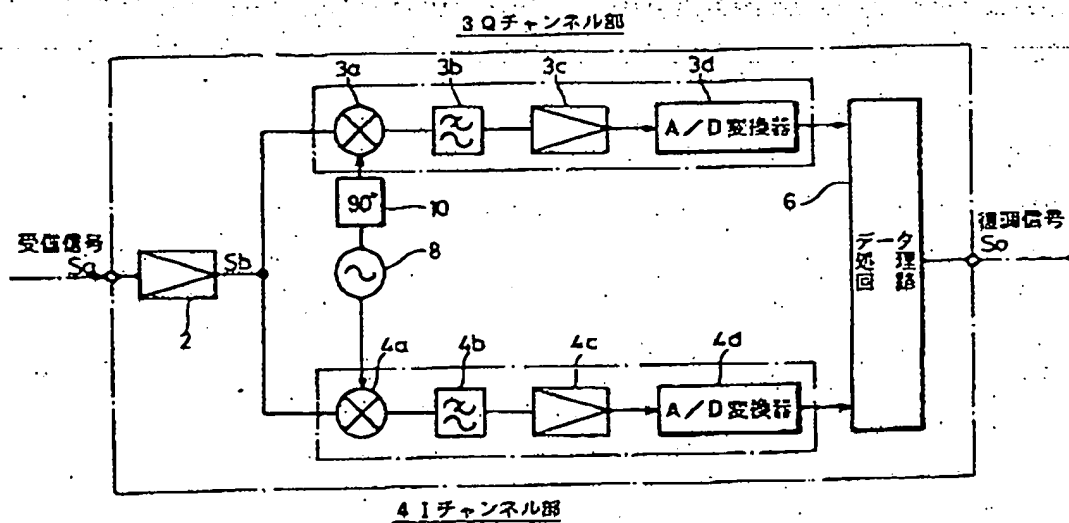 3 Qチャンネル部
3a
3b
3c
3d
A/D変換器
90°
10
8
6
受信信号
Sa
Sb
2
データ
処理
回路
復調信号
So
4a
4b
4c
4d
A/D変換器
4 Iチャンネル部